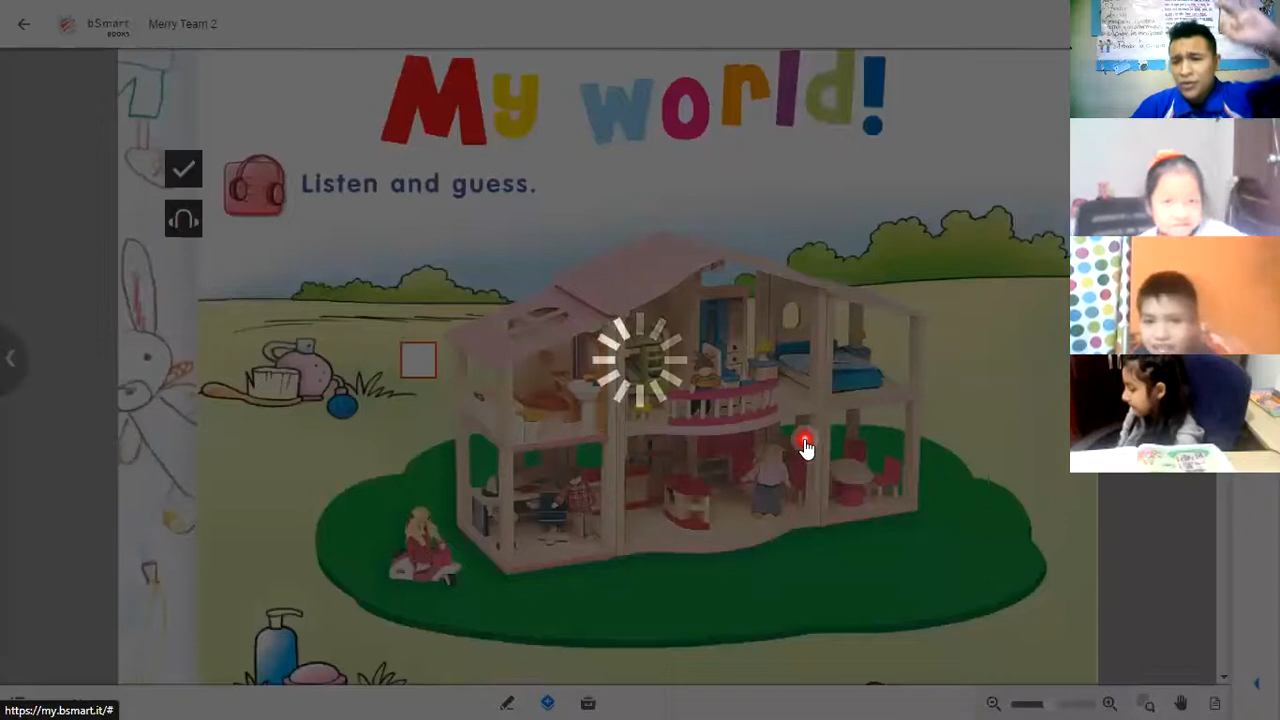 bSmart
BOOKS
Merry Team 2
My world!
Listen and guess.
https://my.bsmart.it/#